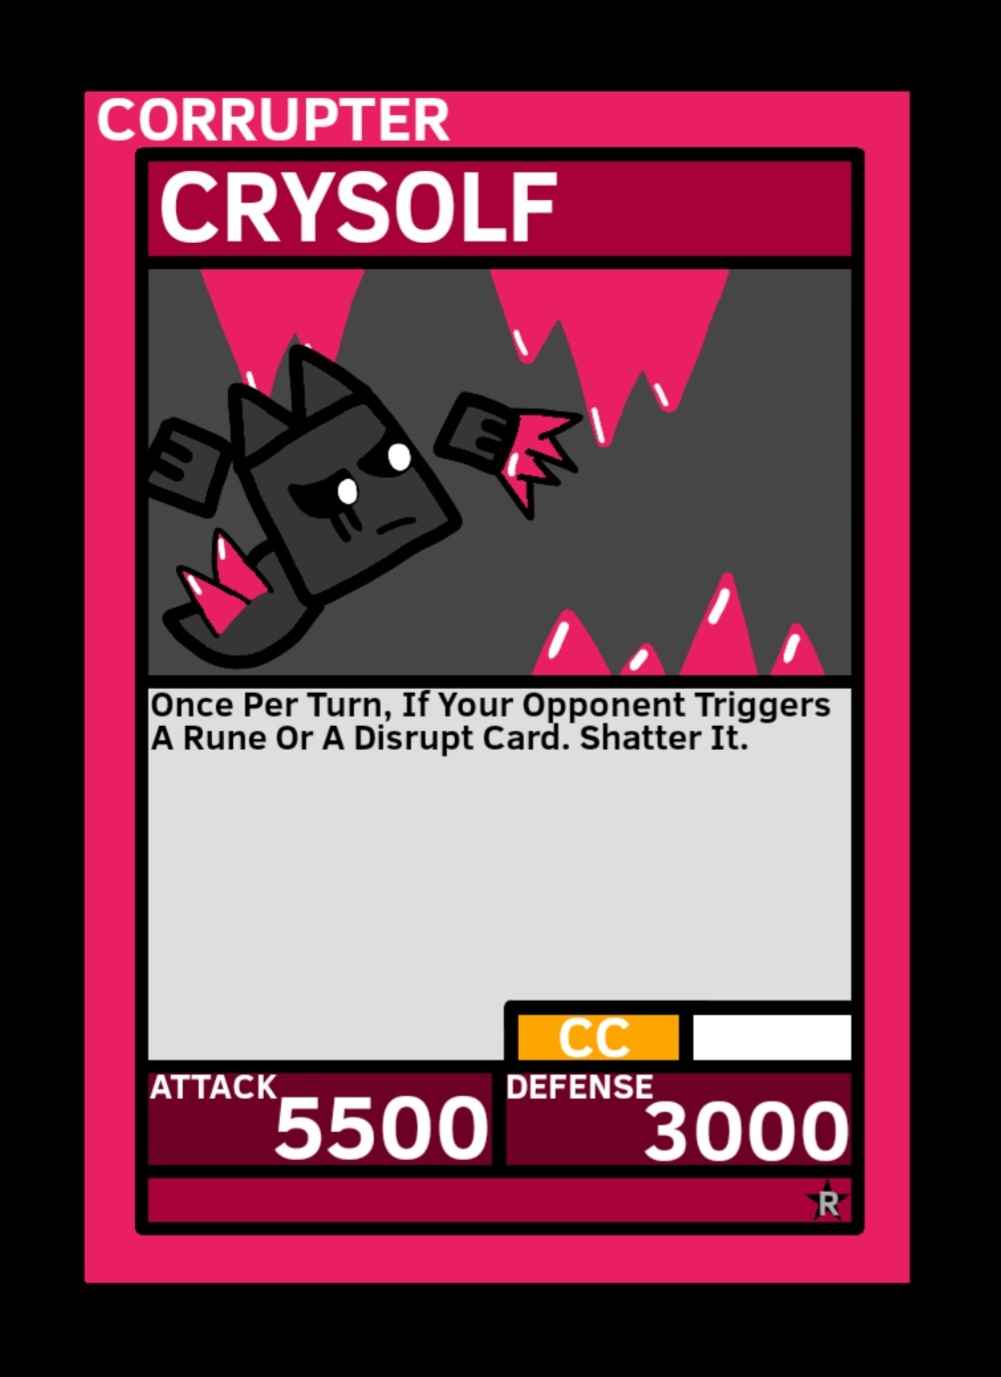 CORRUPTER
CRYSOLF
Once Per Turn, If Your Opponent Triggers
A Rune Or A Disrupt Card. Shatter It.
CC
ATTACK
5500
DEFENSE
3000
R